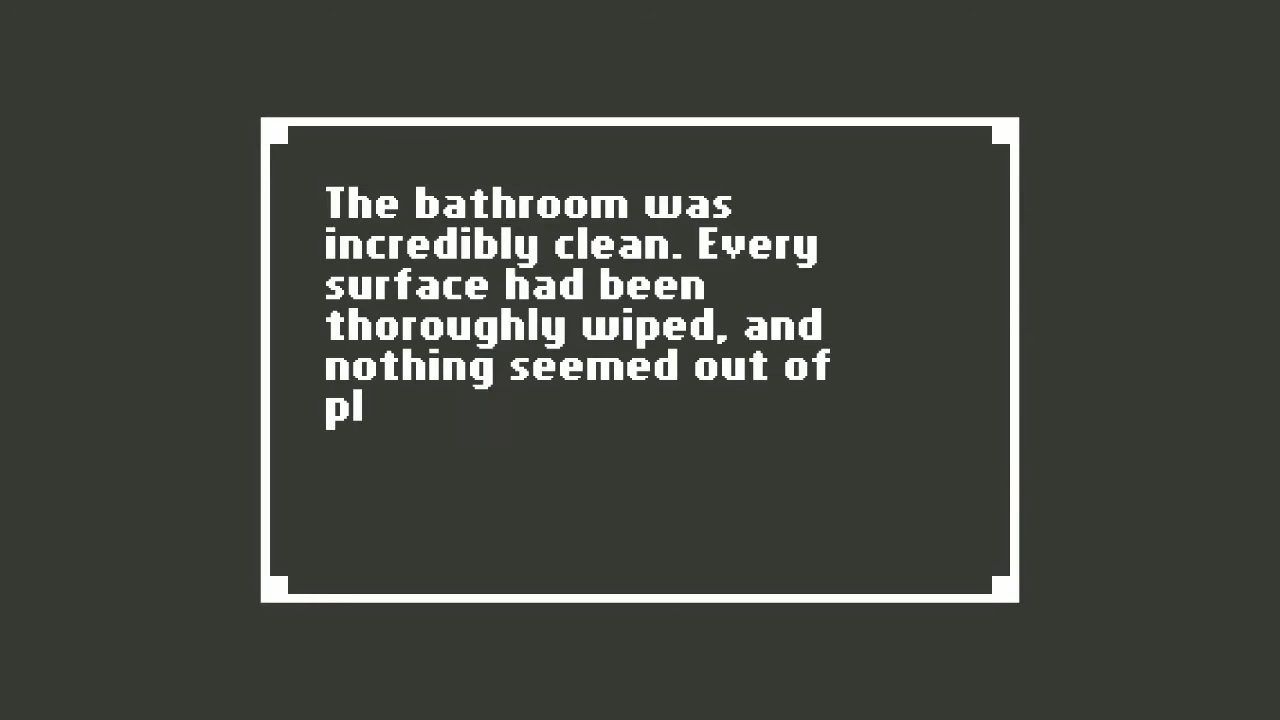 The bathroom was
incredibly clean. Every
surface had been
thoroughly wiped, and
nothing seemed out of
pl